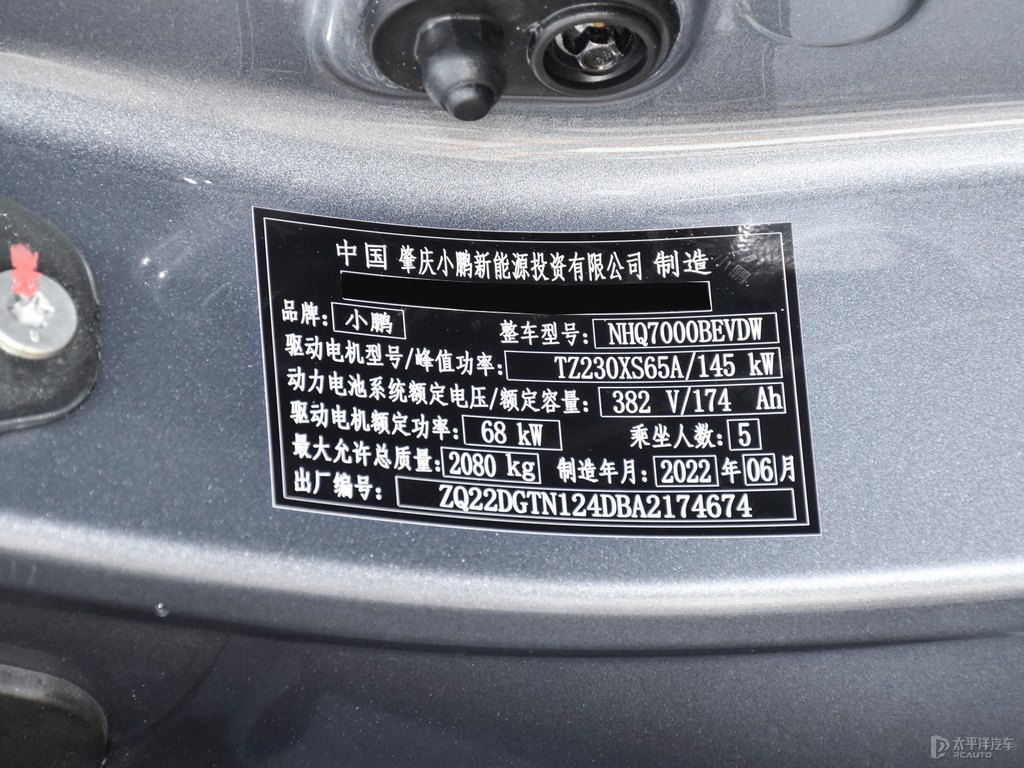 中国 肇庆小鹏新能源投资有限公司 制造
品牌: 小鹏 整车型号: NHQ7000BEVDW
驱动电机型号/峰值功率: TZ230XS65A/145 kW
动力电池系统额定电压/额定容量: 382 V/174 Ah
驱动电机额定功率: 68 kW 乘坐人数: 5
最大允许总质量: 2080 kg 制造年月: 2022 年 06 月
出厂编号: ZQ22DGTN124DBA2174674
太平洋汽车
PCAUTO